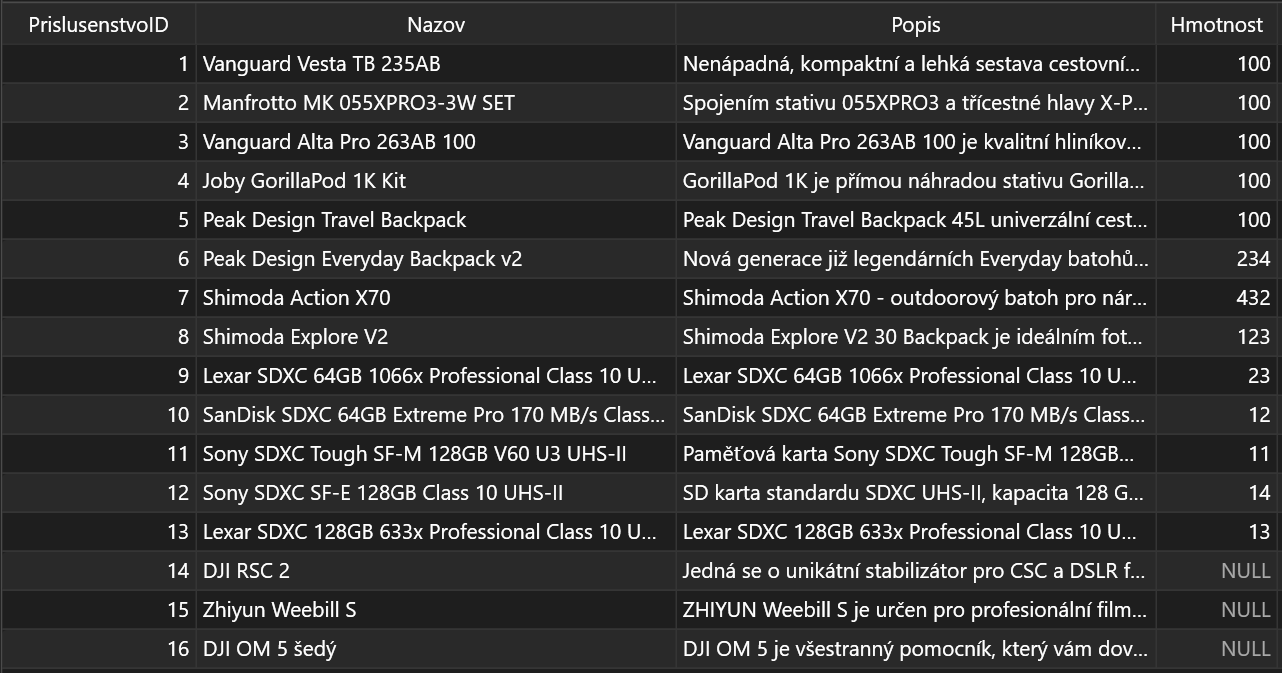 PrislusenstvoID Nazov Popis Hmotnost
1 Vanguard Vesta TB 235AB Nenápadná, kompaktní a lehká sestava cestovní... 100
2 Manfrotto MK 055XPRO3-3W SET Spojením stativu 055XPRO3 a třícestné hlavy X-P... 100
3 Vanguard Alta Pro 263AB 100 Vanguard Alta Pro 263AB 100 je kvalitní hliníkov... 100
4 Joby GorillaPod 1K Kit GorillaPod 1K je přímou náhradou stativu Gorilla... 100
5 Peak Design Travel Backpack Peak Design Travel Backpack 45L univerzální cest... 100
6 Peak Design Everyday Backpack v2 Nová generace již legendárních Everyday batohů... 234
7 Shimoda Action X70 Shimoda Action X70 - outdoorový batoh pro nár... 432
8 Shimoda Explore V2 Shimoda Explore V2 30 Backpack je ideálním fot... 123
9 Lexar SDXC 64GB 1066x Professional Class 10 U... Lexar SDXC 64GB 1066x Professional Class 10 U... 23
10 SanDisk SDXC 64GB Extreme Pro 170 MB/s Class... SanDisk SDXC 64GB Extreme Pro 170 MB/s Class... 12
11 Sony SDXC Tough SF-M 128GB V60 U3 UHS-II Paměťová karta Sony SDXC Tough SF-M 128GB... 11
12 Sony SDXC SF-E 128GB Class 10 UHS-II SD karta standardu SDXC UHS-II, kapacita 128 G... 14
13 Lexar SDXC 128GB 633x Professional Class 10 U... Lexar SDXC 128GB 633x Professional Class 10 U... 13
14 DJI RSC 2 Jedná se o unikátní stabilizátor pro CSC a DSLR f... NULL
15 Zhiyun Weebill S ZHIYUN Weebill S je určen pro profesionální film... NULL
16 DJI OM 5 šedý DJI OM 5 je všestranný pomocník, který vám dov... NULL